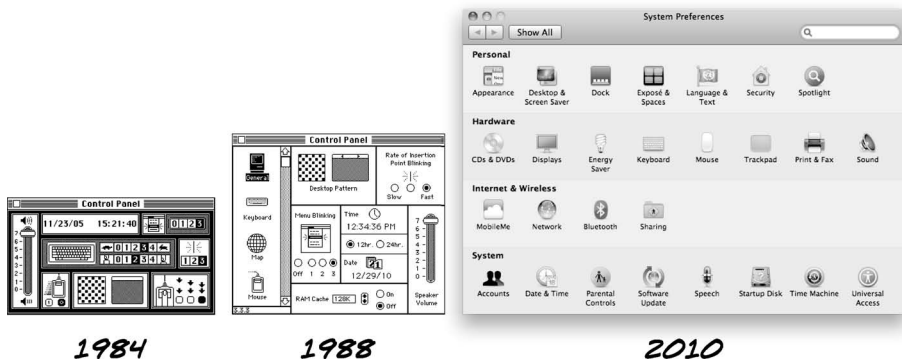 Control Panel
11/23/05 15:21:40
0 1 2 3
7
6
5
4
3
2
1
0
0 1 2 3 4
0 1 2 3 4
1 2 3
1984
Control Panel
General
Keyboard
Map
Mouse
3.3.3
Desktop Pattern
Rate of Insertion
Point Blinking
Slow Fast
Menu Blinking
Off 1 2 3
Time
12:34:36 PM
12hr. 24hr.
Date
12/29/10
RAM Cache 128K On
Off
7
6
5
4
3
2
1
0
Speaker
Volume
1988
System Preferences
Show All
Personal
Appearance Desktop & Screen Saver Dock Exposé & Spaces Language & Text Security Spotlight
Hardware
CDs & DVDs Displays Energy Saver Keyboard Mouse Trackpad Print & Fax Sound
Internet & Wireless
MobileMe Network Bluetooth Sharing
System
Accounts Date & Time Parental Controls Software Update Speech Startup Disk Time Machine Universal Access
2010